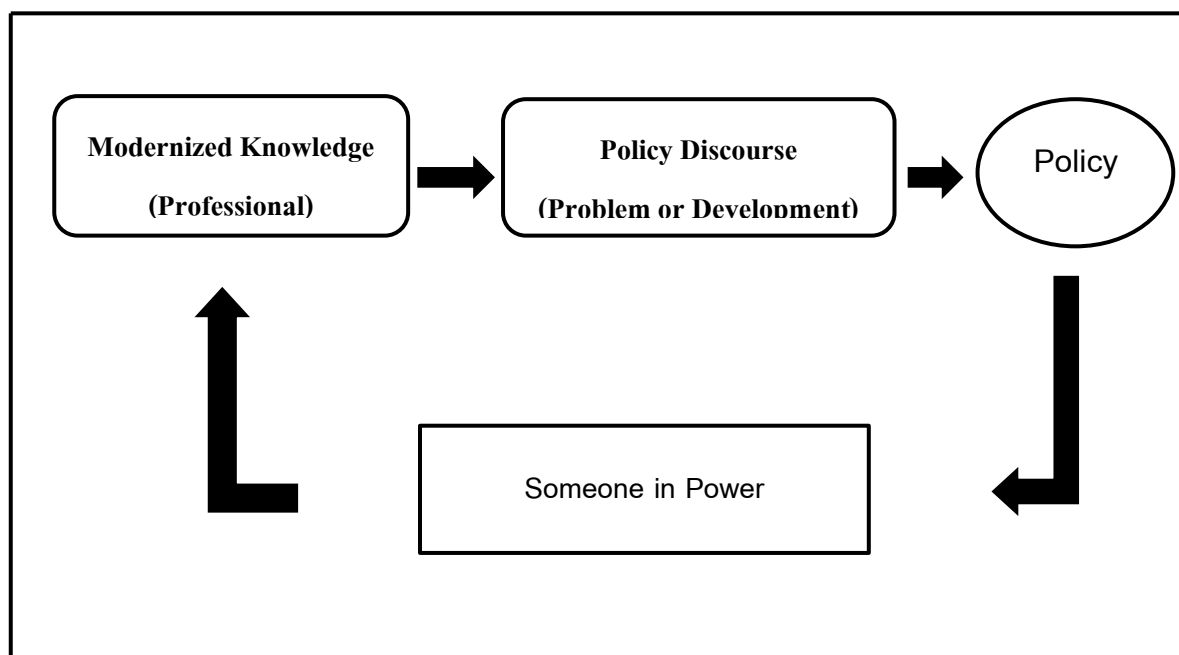 Modernized Knowledge
(Professional)
Policy Discourse
(Problem or Development)
Policy
Someone in Power